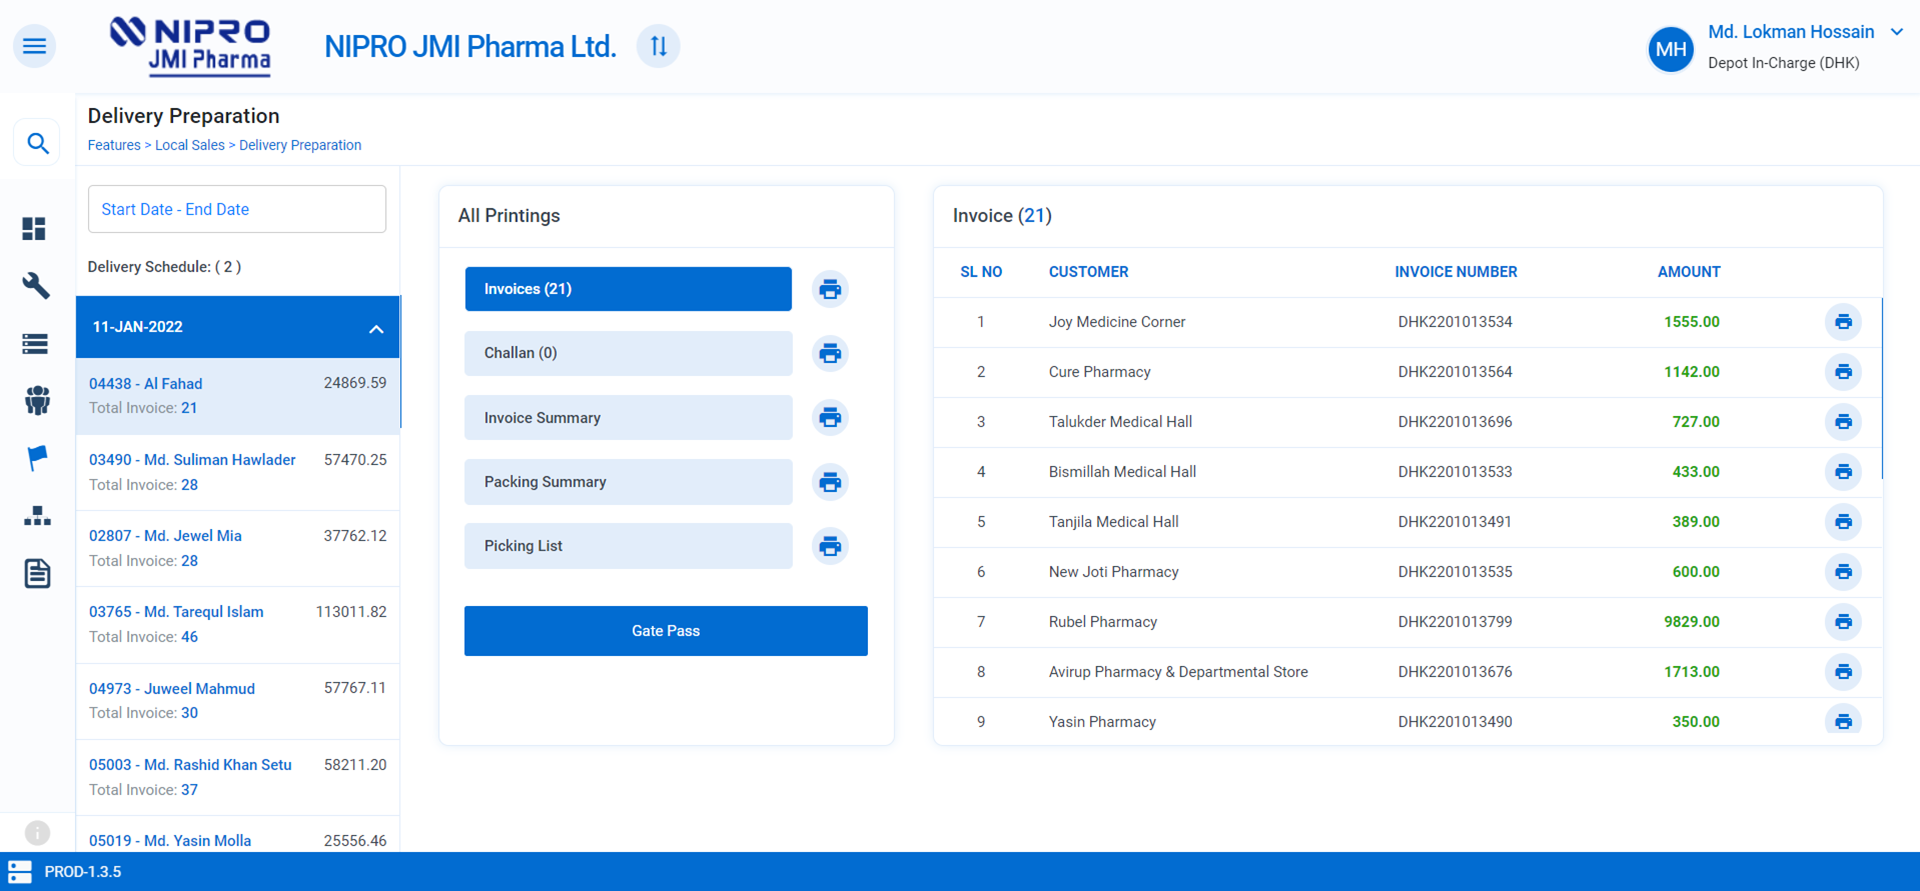 NIPRO
JMI Pharma
NIPRO JMI Pharma Ltd.
MH
Md. Lokman Hossain
Depot In-Charge (DHK)
Delivery Preparation
Features > Local Sales > Delivery Preparation
Start Date - End Date
Delivery Schedule: ( 2 )
11-JAN-2022
04438 - Al Fahad 24869.59
Total Invoice: 21
03490 - Md. Suliman Hawlader 57470.25
Total Invoice: 28
02807 - Md. Jewel Mia 37762.12
Total Invoice: 28
03765 - Md. Tarequl Islam 113011.82
Total Invoice: 46
04973 - Juweel Mahmud 57767.11
Total Invoice: 30
05003 - Md. Rashid Khan Setu 58211.20
Total Invoice: 37
05019 - Md. Yasin Molla 25556.46
All Printings
Invoices (21)
Challan (0)
Invoice Summary
Packing Summary
Picking List
Gate Pass
Invoice (21)
SL NO CUSTOMER INVOICE NUMBER AMOUNT
1 Joy Medicine Corner DHK2201013534 1555.00
2 Cure Pharmacy DHK2201013564 1142.00
3 Talukder Medical Hall DHK2201013696 727.00
4 Bismillah Medical Hall DHK2201013533 433.00
5 Tanjila Medical Hall DHK2201013491 389.00
6 New Joti Pharmacy DHK2201013535 600.00
7 Rubel Pharmacy DHK2201013799 9829.00
8 Avirup Pharmacy & Departmental Store DHK2201013676 1713.00
9 Yasin Pharmacy DHK2201013490 350.00
PROD-1.3.5